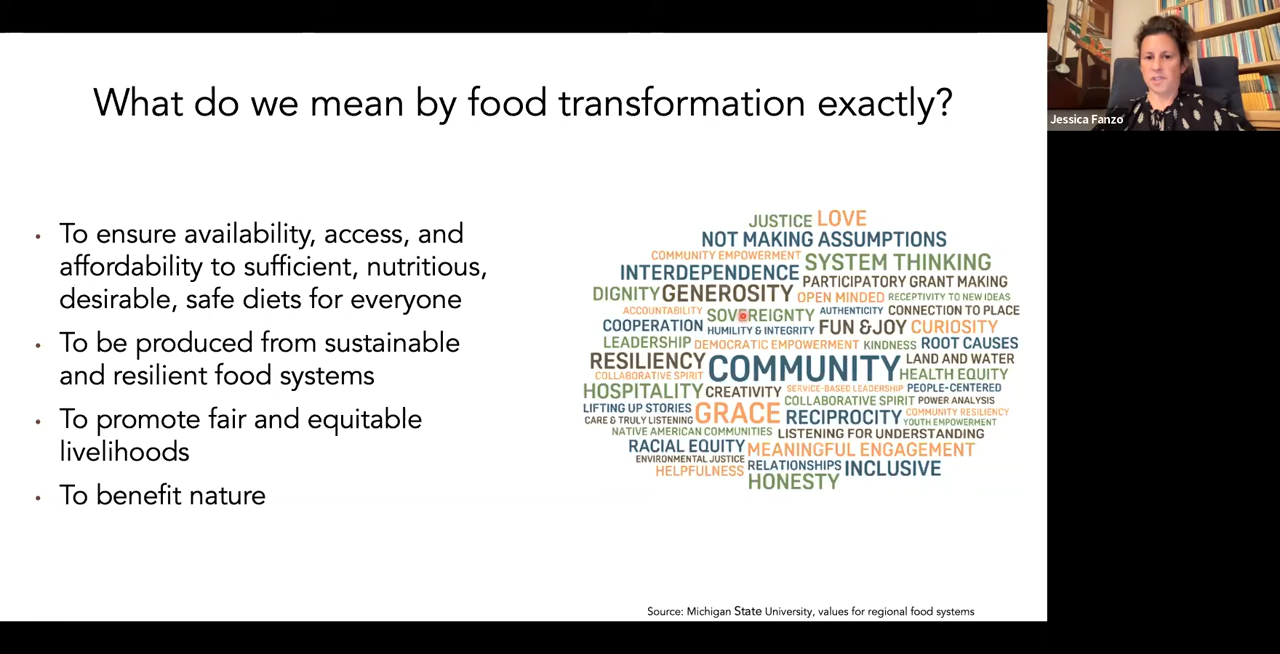 What do we mean by food transformation exactly?
Jessica Fanzo
• To ensure availability, access, and
affordability to sufficient, nutritious,
desirable, safe diets for everyone
• To be produced from sustainable
and resilient food systems
• To promote fair and equitable
livelihoods
• To benefit nature
JUSTICE LOVE
NOT MAKING ASSUMPTIONS
COMMUNITY EMPOWERMENT SYSTEM THINKING
INTERDEPENDENCE PARTICIPATORY GRANT MAKING
DIGNITY GENEROSITY OPEN MINDED RECEPTIVITY TO NEW IDEAS
ACCOUNTABILITY SOVEREIGNTY AUTHENTICITY CONNECTION TO PLACE
COOPERATION HUMILITY & INTEGRITY FUN & JOY CURIOSITY
LEADERSHIP DEMOCRATIC EMPOWERMENT KINDNESS ROOT CAUSES
RESILIENCY COMMUNITY LAND AND WATER
COLLABORATIVE SPIRIT HEALTH EQUITY
HOSPITALITY CREATIVITY SERVICE-BASED LEADERSHIP PEOPLE-CENTERED
COLLABORATIVE SPIRIT POWER ANALYSIS
LIFTING UP STORIES GRACE RECIPROCITY COMMUNITY RESILIENCY
CARE & TRULY LISTENING YOUTH EMPOWERMENT
NATIVE AMERICAN COMMUNITIES LISTENING FOR UNDERSTANDING
RACIAL EQUITY MEANINGFUL ENGAGEMENT
ENVIRONMENTAL JUSTICE
HELPFULNESS RELATIONSHIPS INCLUSIVE
HONESTY
Source: Michigan State University, values for regional food systems